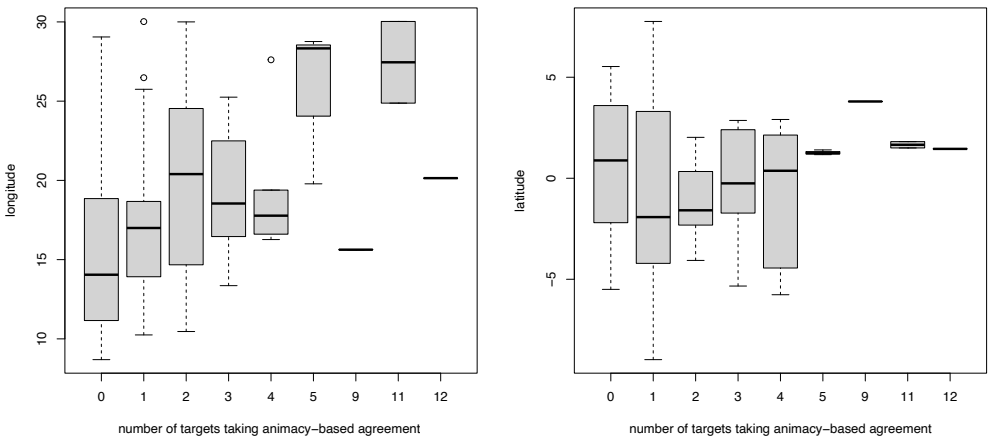 30
25
20
15
10
longitude
0 1 2 3 4 5 9 11 12
number of targets taking animacy−based agreement
5
0
−5
latitude
0 1 2 3 4 5 9 11 12
number of targets taking animacy−based agreement